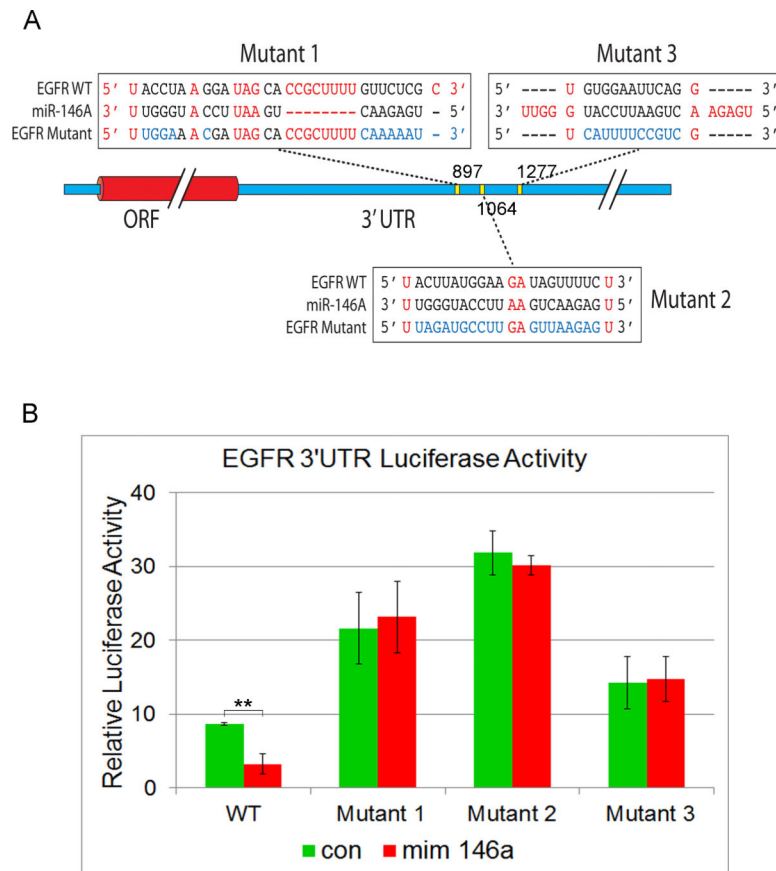 A
Mutant 1
EGFR WT 5' U ACCUA A GGA UAG CA CCGCUUUU GUUCUCG C 3'
miR-146A 3' U UGGGU A CCU UAA GU -------- CAAGAGU - 5'
EGFR Mutant 5' U UGGAA A CGA UAG CA CCGCUUUU CAAAAAU - 3'
Mutant 3
5' ---- U GUGGAAUUCAG G ----- 3'
3' UUGG G UACCUUAAGUC A AGAGU 5'
5' ---- U CAUUUUCCGUC G ----- 3'
897
1277
1064
ORF
3' UTR
EGFR WT 5' U ACUUAUGGAA GA UAGUUUUC U 3'
miR-146A 3' U UGGGUACCUU AA GUCAAGAG U 5'
EGFR Mutant 5' U UAGAUGCCUU GA GUUAAGAG U 3'
Mutant 2
B
EGFR 3'UTR Luciferase Activity
Relative Luciferase Activity
40
30
20
10
0
**
WT Mutant 1 Mutant 2 Mutant 3
con mim 146a